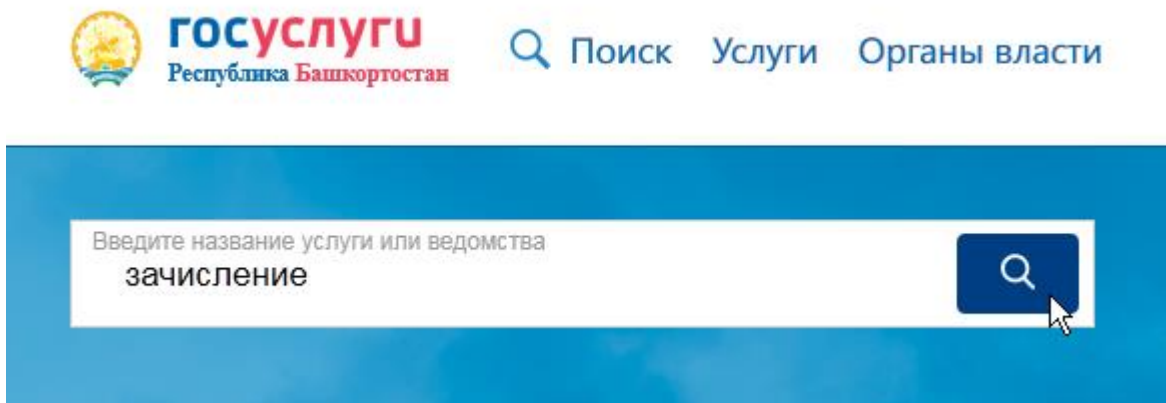 госуслуги
Республика Башкортостан
Поиск Услуги Органы власти
Введите название услуги или ведомства
зачисление